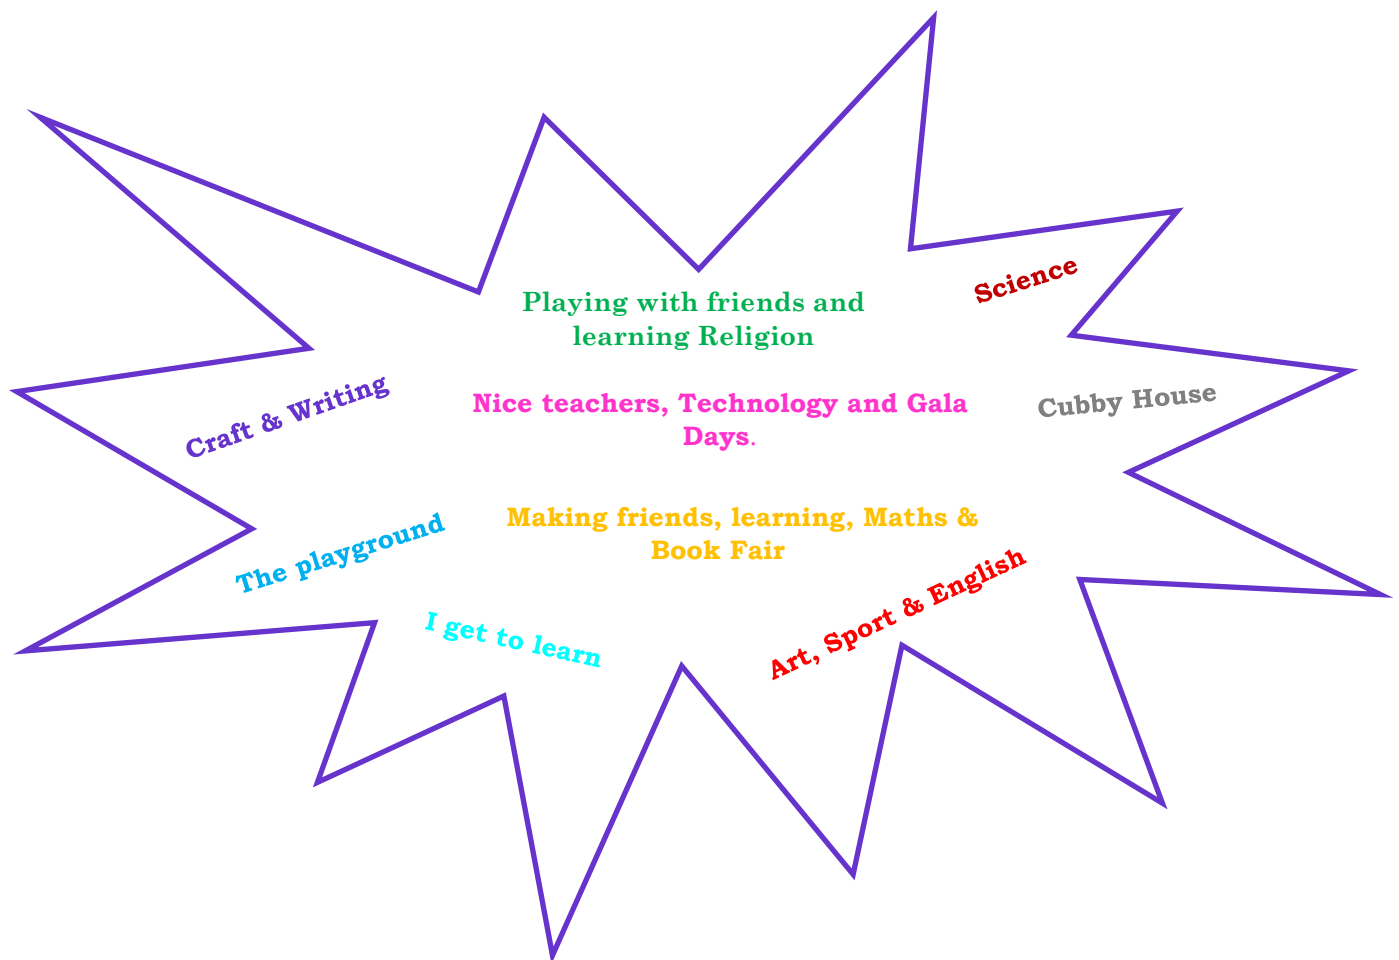 Science
Playing with friends and
learning Religion
Craft & Writing
Nice teachers, Technology and Gala
Days.
Cubby House
The playground
Making friends, learning, Maths &
Book Fair
I get to learn
Art, Sport & English